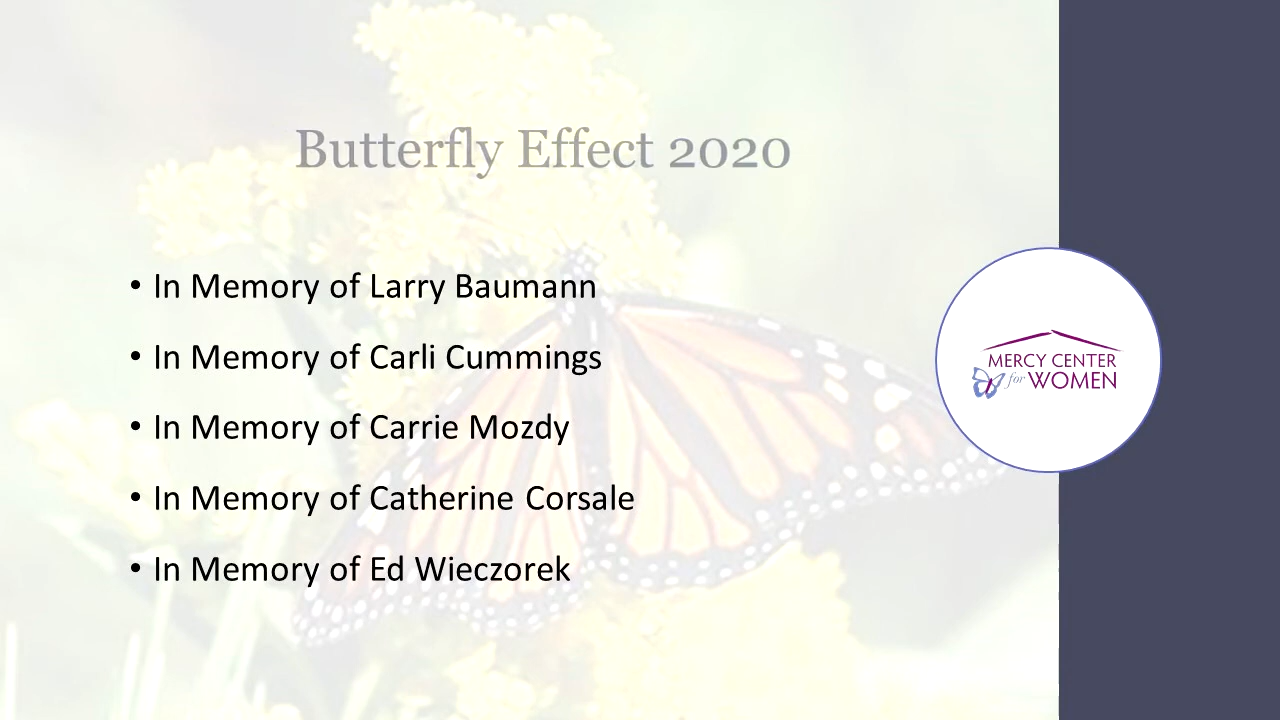 Butterfly Effect 2020
• In Memory of Larry Baumann
• In Memory of Carli Cummings
• In Memory of Carrie Mozdy
• In Memory of Catherine Corsale
• In Memory of Ed Wieczorek
MERCY CENTER
for WOMEN